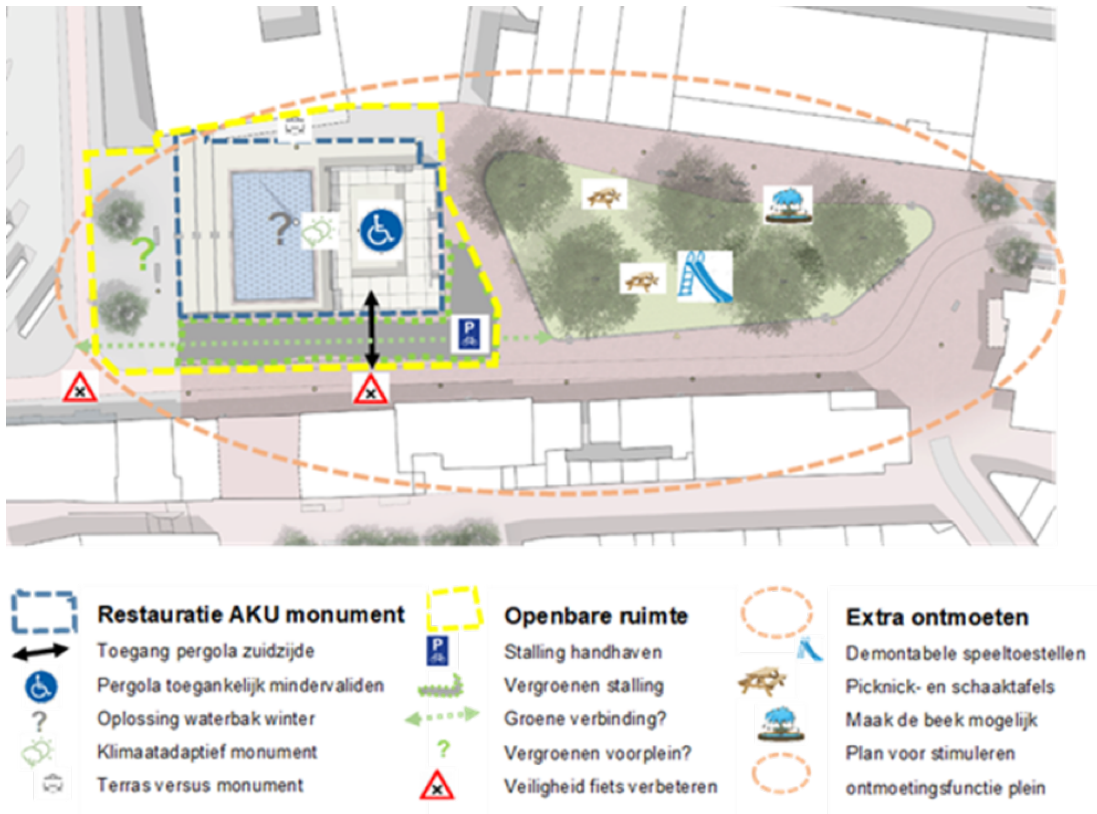 ?
?
P
Restauratie AKU monument
Toegang pergola zuidzijde
Pergola toegankelijk mindervaliden
? Oplossing waterbak winter
Klimaatadaptief monument
Terras versus monument
Openbare ruimte
P Stalling handhaven
Vergroenen stalling
Groene verbinding?
? Vergroenen voorplein?
Veiligheid fiets verbeteren
Extra ontmoeten
Demontabele speeltoestellen
Picknick- en schaaktafels
Maak de beek mogelijk
Plan voor stimuleren
ontmoetingsfunctie plein